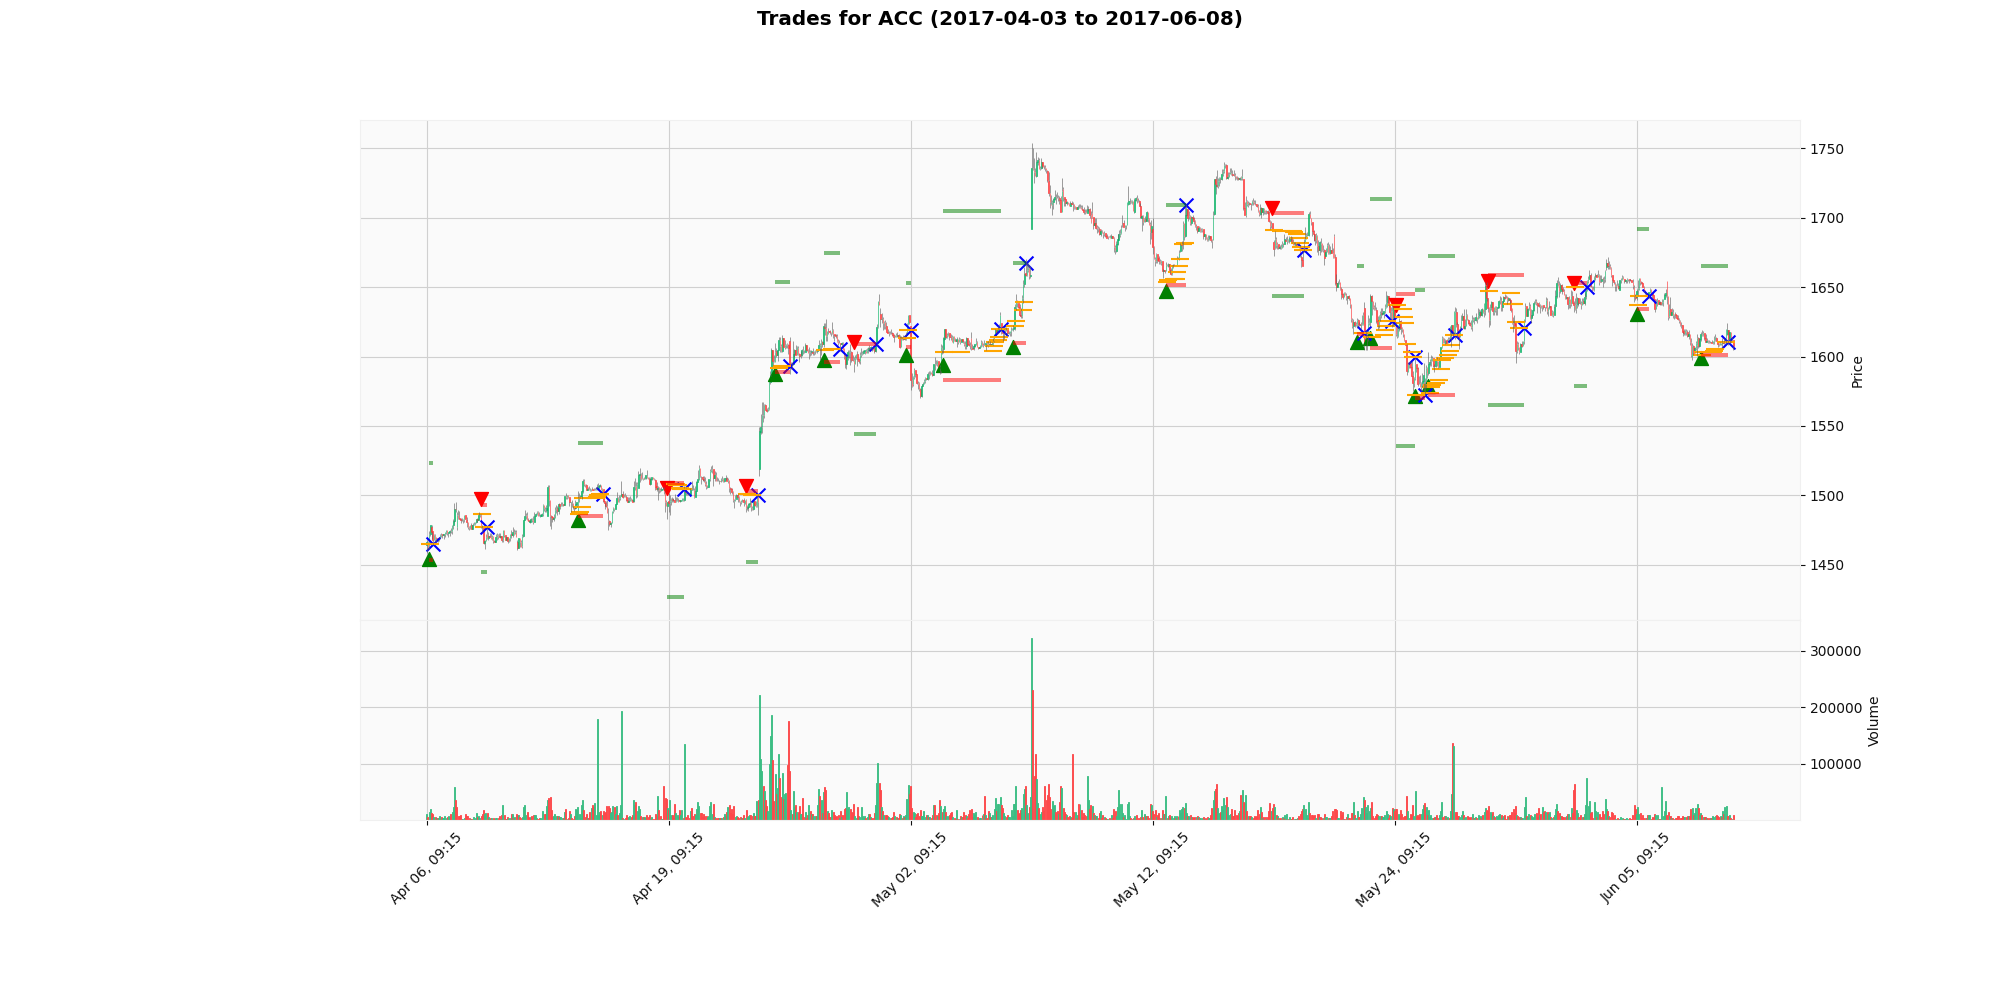 Trades for ACC (2017-04-03 to 2017-06-08)
1750
1700
1650
1600
1550
1500
1450
Price
300000
200000
100000
Volume
Apr 06, 09:15
Apr 19, 09:15
May 02, 09:15
May 12, 09:15
May 24, 09:15
Jun 05, 09:15